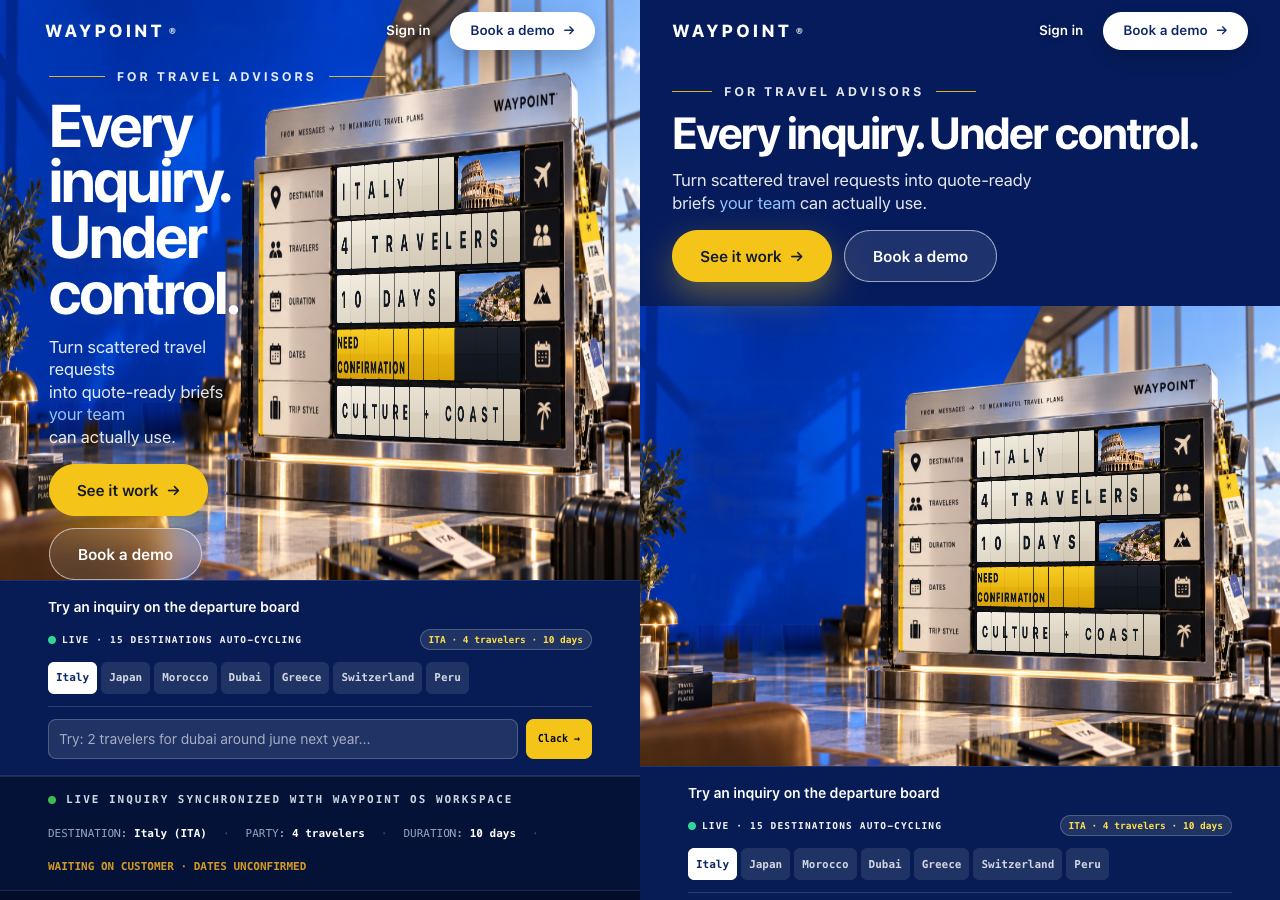 WAYPOINT ®
Sign in
Book a demo →
FOR TRAVEL ADVISORS
Every
inquiry.
Under
control.
Turn scattered travel
requests
into quote-ready briefs
your team
can actually use.
See it work →
Book a demo
WAYPOINT
FROM MESSAGES → TO MEANINGFUL TRAVEL PLANS
DESTINATION
ITALY
TRAVELERS
4 TRAVELERS
DURATION
10 DAYS
DATES
NEED
CONFIRMATION
TRIP STYLE
CULTURE + COAST
ITA
ITA
Try an inquiry on the departure board
LIVE · 15 DESTINATIONS AUTO-CYCLING
ITA · 4 travelers · 10 days
Italy Japan Morocco Dubai Greece Switzerland Peru
Try: 2 travelers for dubai around june next year...
Clack →
LIVE INQUIRY SYNCHRONIZED WITH WAYPOINT OS WORKSPACE
DESTINATION: Italy (ITA) · PARTY: 4 travelers · DURATION: 10 days ·
WAITING ON CUSTOMER · DATES UNCONFIRMED
WAYPOINT ®
Sign in
Book a demo →
FOR TRAVEL ADVISORS
Every inquiry. Under control.
Turn scattered travel requests into quote-ready
briefs your team can actually use.
See it work →
Book a demo
WAYPOINT
FROM MESSAGES → TO MEANINGFUL TRAVEL PLANS
DESTINATION
ITALY
TRAVELERS
4 TRAVELERS
DURATION
10 DAYS
DATES
NEED
CONFIRMATION
TRIP STYLE
CULTURE + COAST
ITA
TRAVEL
PEOPLE
PLACES
ITA
Try an inquiry on the departure board
LIVE · 15 DESTINATIONS AUTO-CYCLING
ITA · 4 travelers · 10 days
Italy Japan Morocco Dubai Greece Switzerland Peru